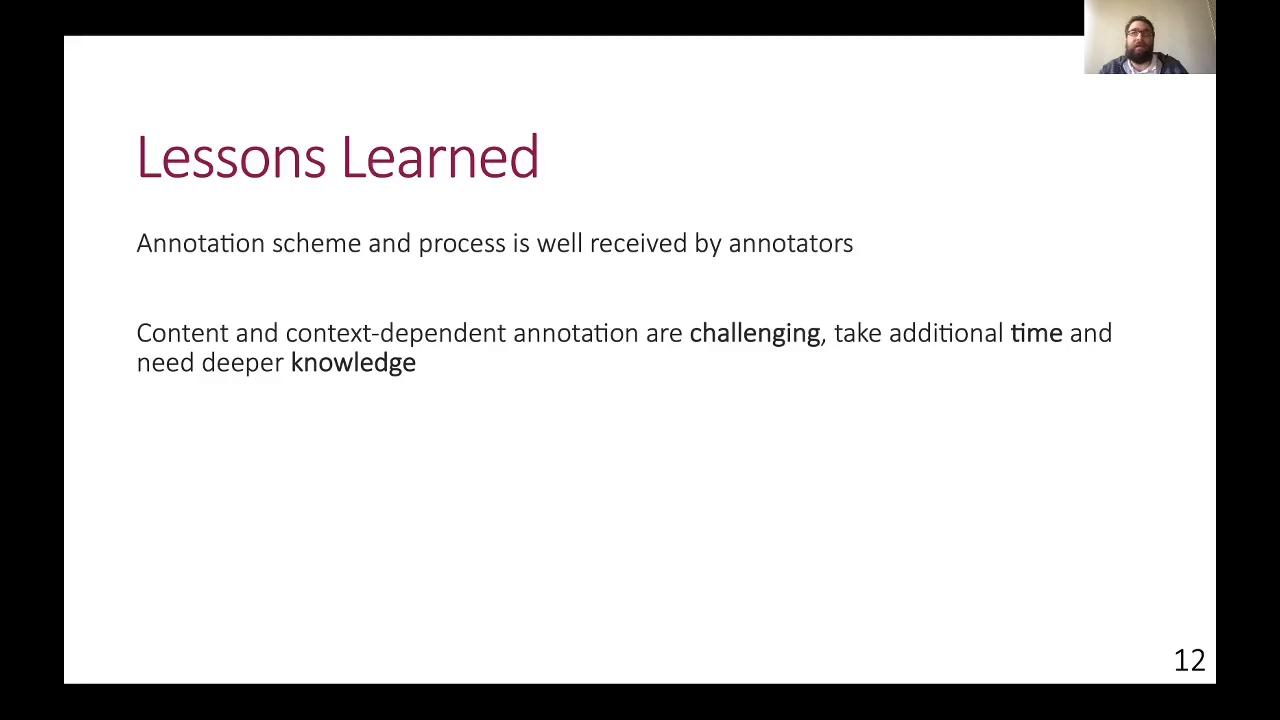 Lessons Learned
Annotation scheme and process is well received by annotators
Content and context-dependent annotation are challenging, take additional time and
need deeper knowledge
12